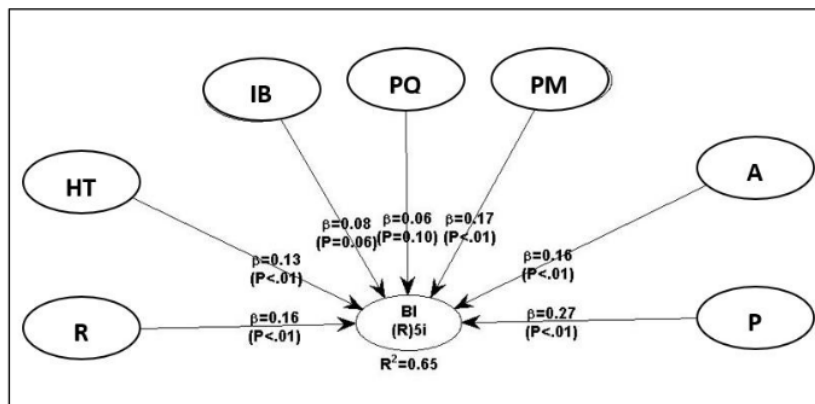 IB
PQ
PM
HT
A
β=0.08
(P=0.06)
β=0.06
(P=0.10)
β=0.17
(P<.01)
β=0.13
(P<.01)
β=0.16
(P<.01)
R
β=0.16
(P<.01)
BI
(R)5i
β=0.27
(P<.01)
P
R²=0.65